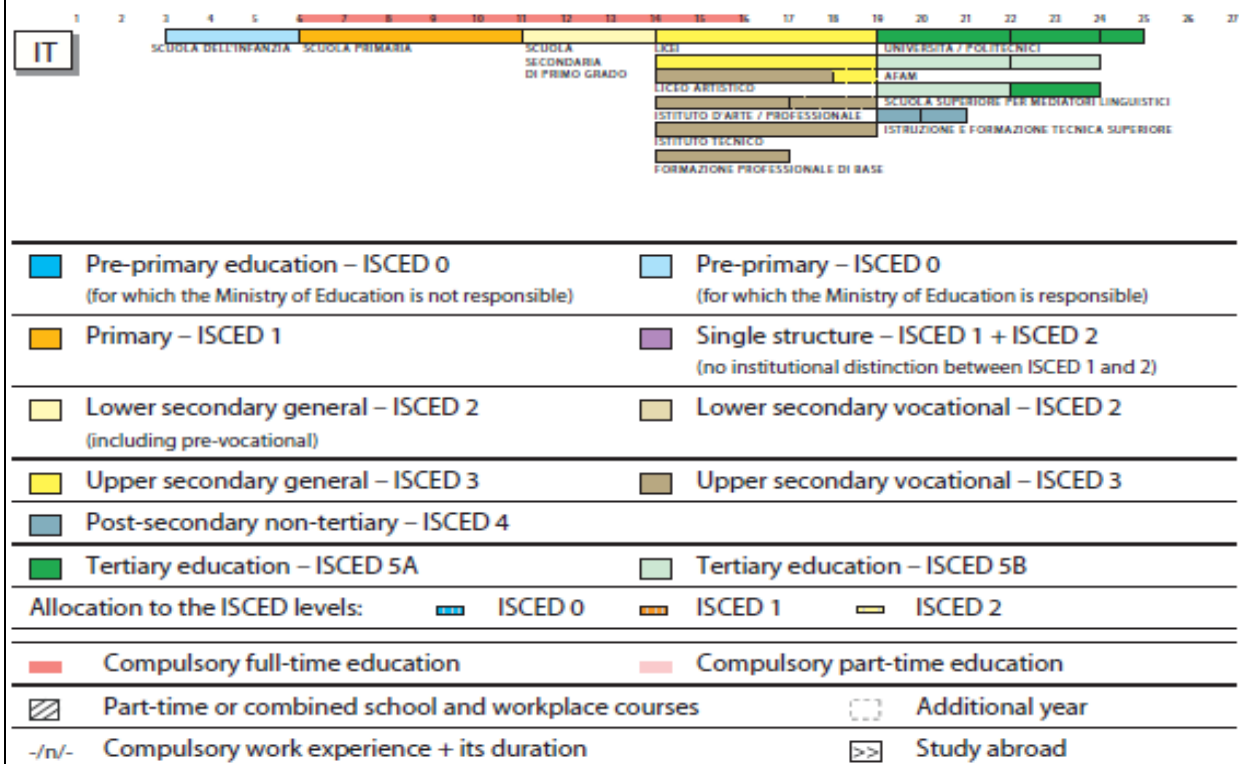 1 2 3 4 5 6 7 8 9 10 11 12 13 14 15 16 17 18 19 20 21 22 23 24 25 26 27
IT
SCUOLA DELL'INFANZIA SCUOLA PRIMARIA SCUOLA LICEI UNIVERSITÀ / POLITECNICI
SECONDARIA
DI PRIMO GRADO AFAM
LICEO ARTISTICO SCUOLA SUPERIORE PER MEDIATORI LINGUISTICI
ISTITUTO D'ARTE / PROFESSIONALE ISTRUZIONE E FORMAZIONE TECNICA SUPERIORE
ISTITUTO TECNICO
FORMAZIONE PROFESSIONALE DI BASE
Pre-primary education – ISCED 0 Pre-primary – ISCED 0
(for which the Ministry of Education is not responsible) (for which the Ministry of Education is responsible)
Primary – ISCED 1 Single structure – ISCED 1 + ISCED 2
(no institutional distinction between ISCED 1 and 2)
Lower secondary general – ISCED 2 Lower secondary vocational – ISCED 2
(including pre-vocational)
Upper secondary general – ISCED 3 Upper secondary vocational – ISCED 3
Post-secondary non-tertiary – ISCED 4
Tertiary education – ISCED 5A Tertiary education – ISCED 5B
Allocation to the ISCED levels: ISCED 0 ISCED 1 ISCED 2
Compulsory full-time education Compulsory part-time education
Part-time or combined school and workplace courses Additional year
-/n/- Compulsory work experience + its duration >> Study abroad